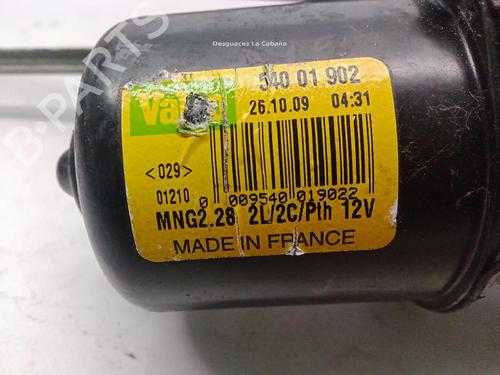 Desguaces La Cabaña
540 01 902
26.10.09 04:31
<029>
01210
0 009540 019022
MNG2.28 2L/2C/Pth 12V
MADE IN FRANCE
B-PARTS